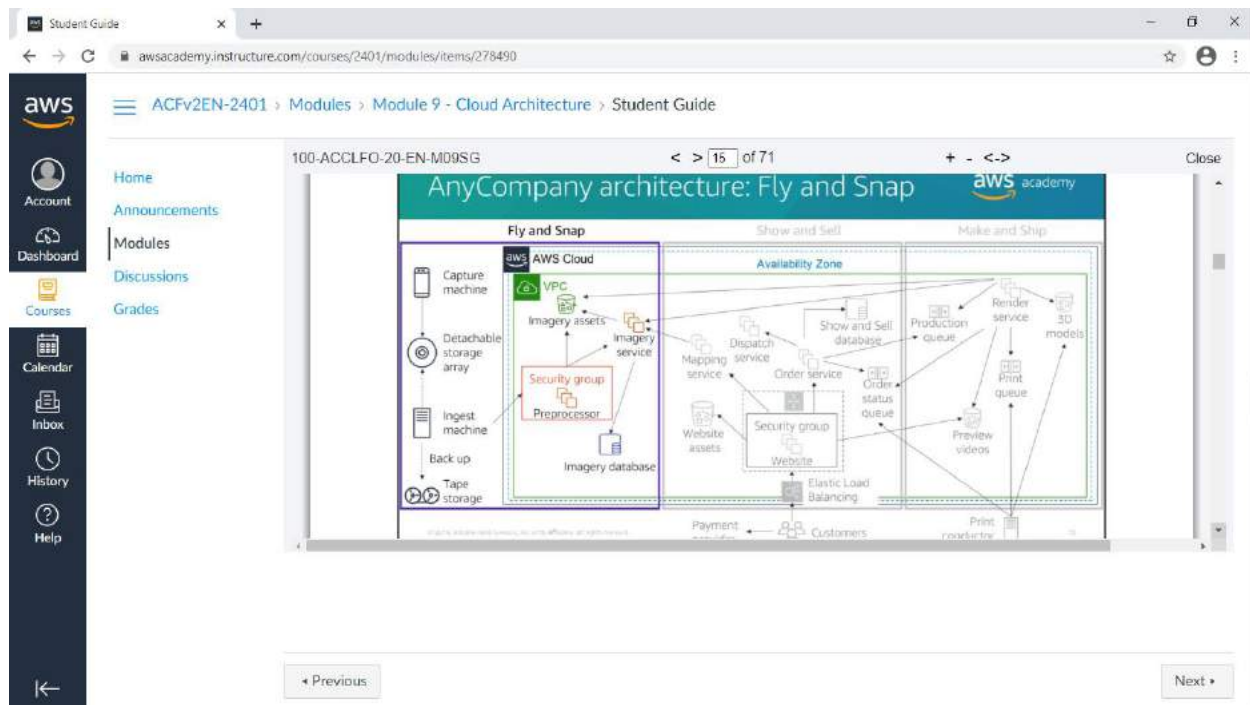 Student Guide
awsacademy.instructure.com/courses/2401/modules/items/278490
aws
ACFv2EN-2401 › Modules › Module 9 - Cloud Architecture › Student Guide
Account
Dashboard
Courses
Calendar
Inbox
History
Help
Home
Announcements
Modules
Discussions
Grades
100-ACCLFO-20-EN-M09SG
< > 15 of 71
+ - <->
Close
AnyCompany architecture: Fly and Snap
aws academy
Fly and Snap
Show and Sell
Make and Ship
aws AWS Cloud
Availability Zone
VPC
Capture
machine
Detachable
storage
array
Ingest
machine
Back up
Tape
storage
Imagery assets
Imagery
service
Security group
Preprocessor
Imagery database
Mapping
service
Dispatch
service
Order service
Show and Sell
database
Order
status
queue
Website
assets
Security group
Website
Elastic Load
Balancing
Payment
Customers
Production
queue
Render
service
3D
models
Print
queue
Preview
videos
Print
◂ Previous
Next ▸